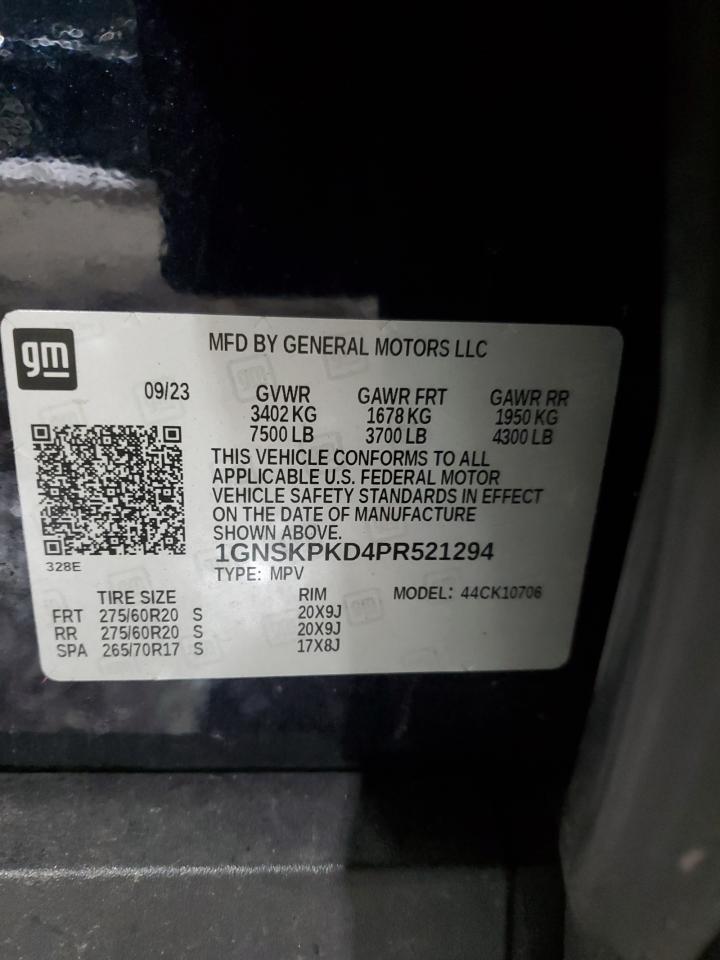 gm
MFD BY GENERAL MOTORS LLC
09/23 GVWR GAWR FRT GAWR RR
3402 KG 1678 KG 1950 KG
7500 LB 3700 LB 4300 LB
THIS VEHICLE CONFORMS TO ALL
APPLICABLE U.S. FEDERAL MOTOR
VEHICLE SAFETY STANDARDS IN EFFECT
ON THE DATE OF MANUFACTURE
SHOWN ABOVE.
1GNSKPKD4PR521294
328E
TYPE: MPV
TIRE SIZE RIM MODEL: 44CK10706
FRT 275/60R20 S 20X9J
RR 275/60R20 S 20X9J
SPA 265/70R17 S 17X8J